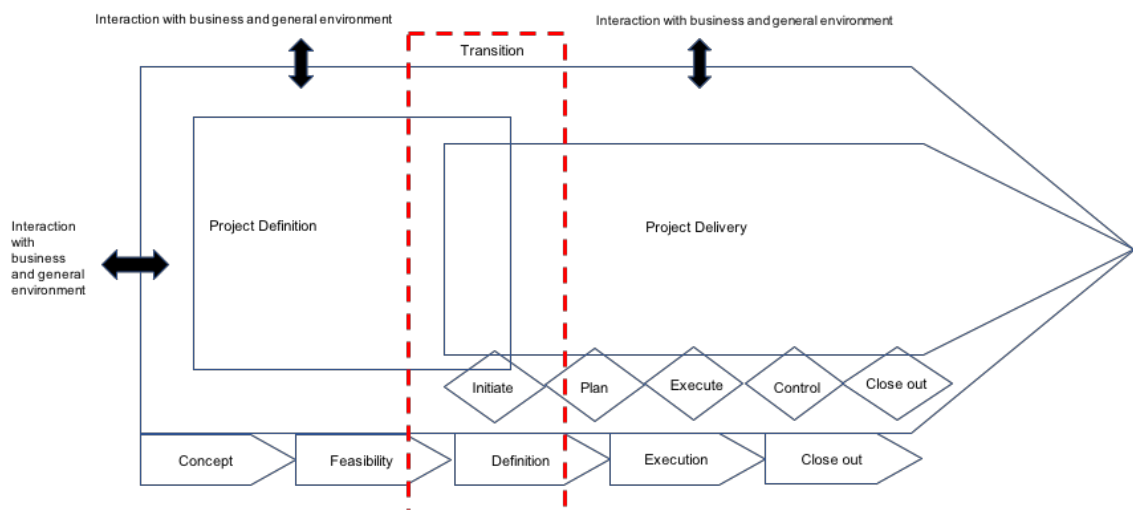 Interaction with business and general environment
Interaction with business and general environment
Transition
Interaction
with
business
and general
environment
Project Definition
Project Delivery
Initiate
Plan
Execute
Control
Close out
Concept
Feasibility
Definition
Execution
Close out